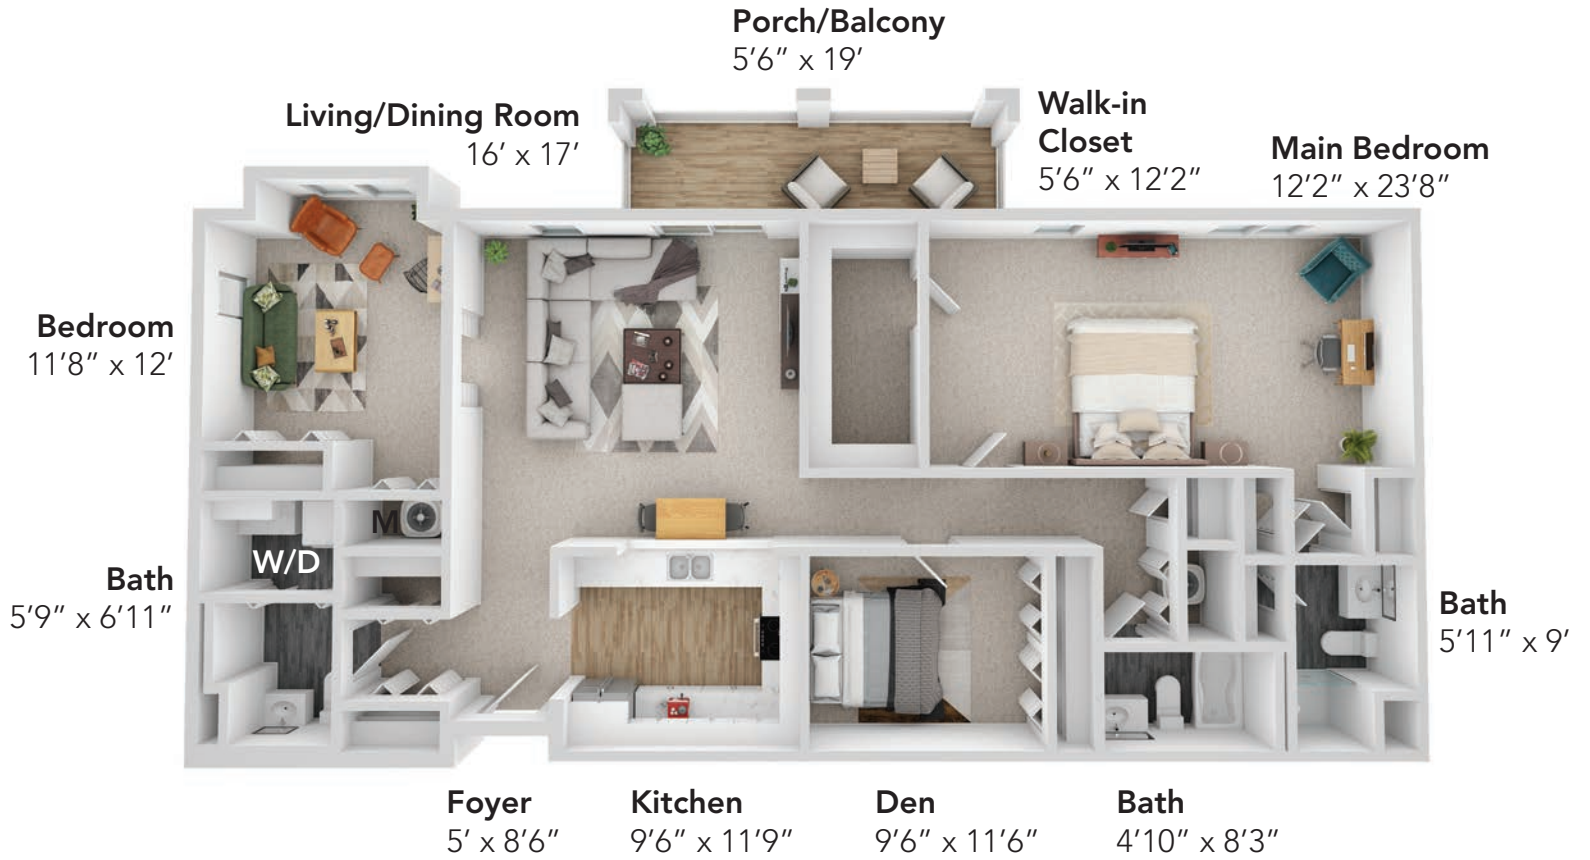 Porch/Balcony
5’6” x 19’
Living/Dining Room
16’ x 17’
Walk-in
Closet
5’6” x 12’2”
Main Bedroom
12’2” x 23’8”
Bedroom
11’8” x 12’
M
W/D
Bath
5’9” x 6’11”
Bath
5’11” x 9’
Foyer
5’ x 8’6”
Kitchen
9’6” x 11’9”
Den
9’6” x 11’6”
Bath
4’10” x 8’3”